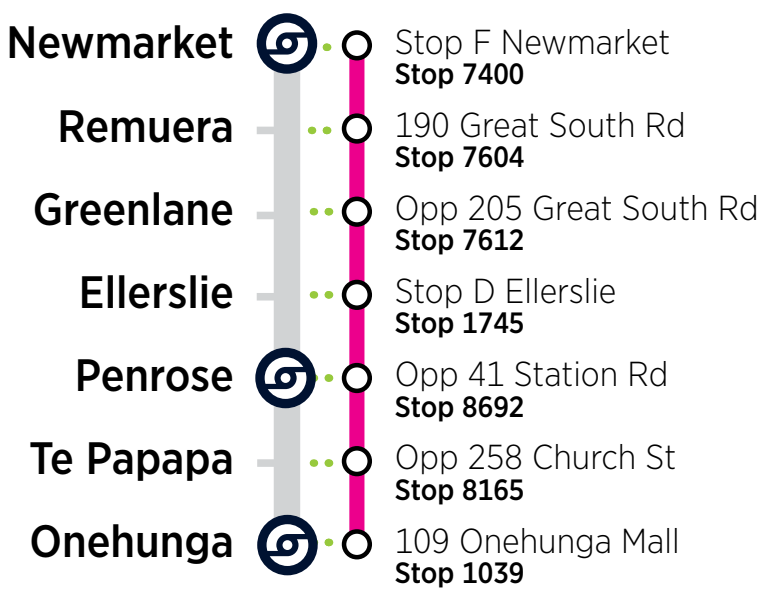 Newmarket
Stop F Newmarket
Stop 7400
Remuera
190 Great South Rd
Stop 7604
Greenlane
Opp 205 Great South Rd
Stop 7612
Ellerslie
Stop D Ellerslie
Stop 1745
Penrose
Opp 41 Station Rd
Stop 8692
Te Papapa
Opp 258 Church St
Stop 8165
Onehunga
109 Onehunga Mall
Stop 1039